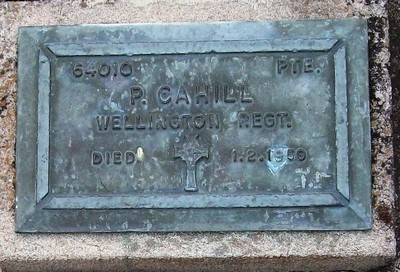 64010 PTE.
P. CAHILL
WELLINGTON REGT.
DIED 1.2.1959